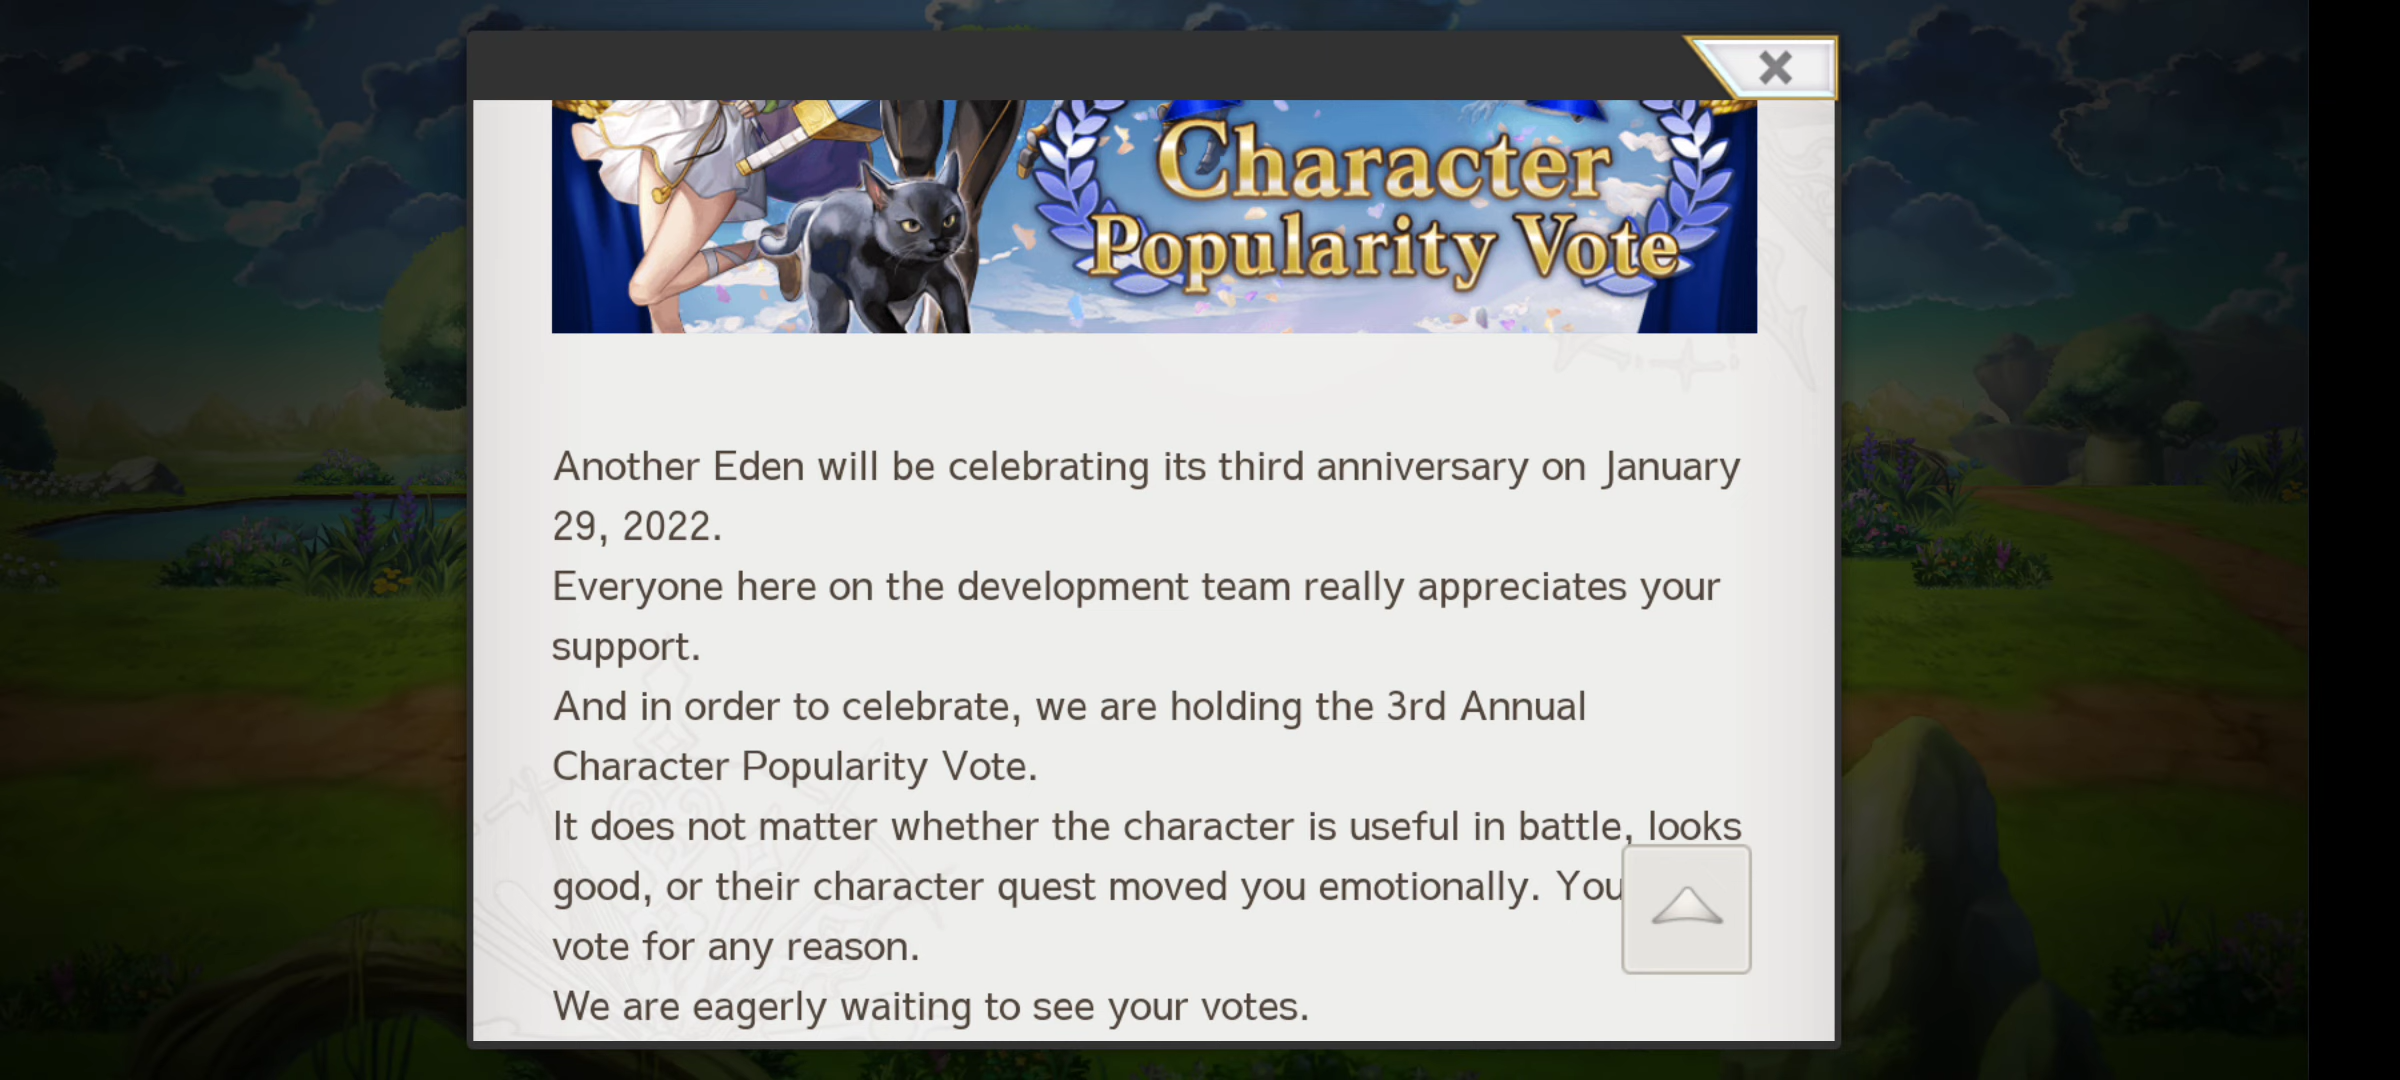 Character
Popularity Vote
Another Eden will be celebrating its third anniversary on January
29, 2022.
Everyone here on the development team really appreciates your
support.
And in order to celebrate, we are holding the 3rd Annual
Character Popularity Vote.
It does not matter whether the character is useful in battle, looks
good, or their character quest moved you emotionally. You
vote for any reason.
We are eagerly waiting to see your votes.